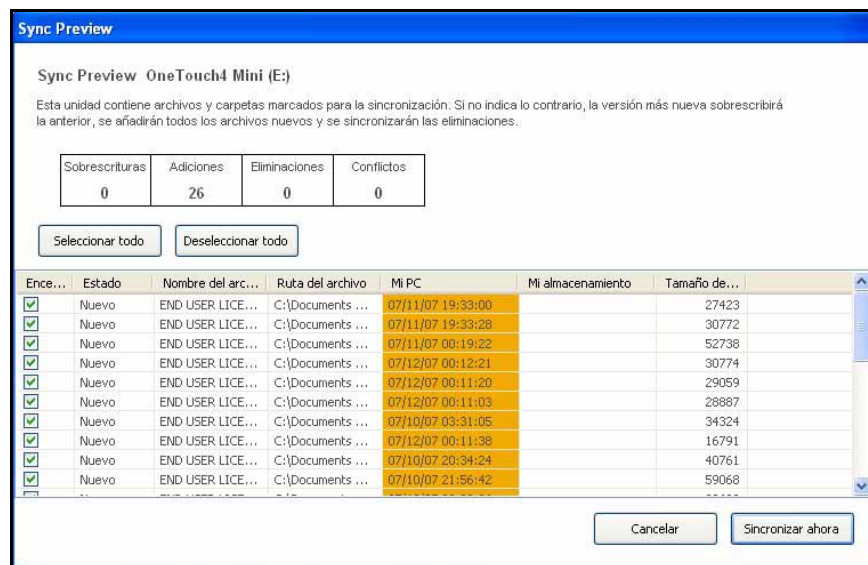 Sync Preview
Sync Preview OneTouch4 Mini (E:)
Esta unidad contiene archivos y carpetas marcados para la sincronización. Si no indica lo contrario, la versión más nueva sobrescribirá
la anterior, se añadirán todos los archivos nuevos y se sincronizarán las eliminaciones.
Sobrescrituras Adiciones Eliminaciones Conflictos
0 26 0 0
Seleccionar todo Deseleccionar todo
Ence... Estado Nombre del arc... Ruta del archivo Mi PC Mi almacenamiento Tamaño de...
Nuevo END USER LICE... C:\Documents ... 07/11/07 19:33:00 27423
Nuevo END USER LICE... C:\Documents ... 07/11/07 19:33:28 30772
Nuevo END USER LICE... C:\Documents ... 07/12/07 00:19:22 52738
Nuevo END USER LICE... C:\Documents ... 07/12/07 00:12:21 30774
Nuevo END USER LICE... C:\Documents ... 07/12/07 00:11:20 29059
Nuevo END USER LICE... C:\Documents ... 07/12/07 00:11:03 28887
Nuevo END USER LICE... C:\Documents ... 07/10/07 03:31:05 34324
Nuevo END USER LICE... C:\Documents ... 07/12/07 00:11:38 16791
Nuevo END USER LICE... C:\Documents ... 07/10/07 20:34:24 40761
Nuevo END USER LICE... C:\Documents ... 07/10/07 21:56:42 59068
Cancelar Sincronizar ahora